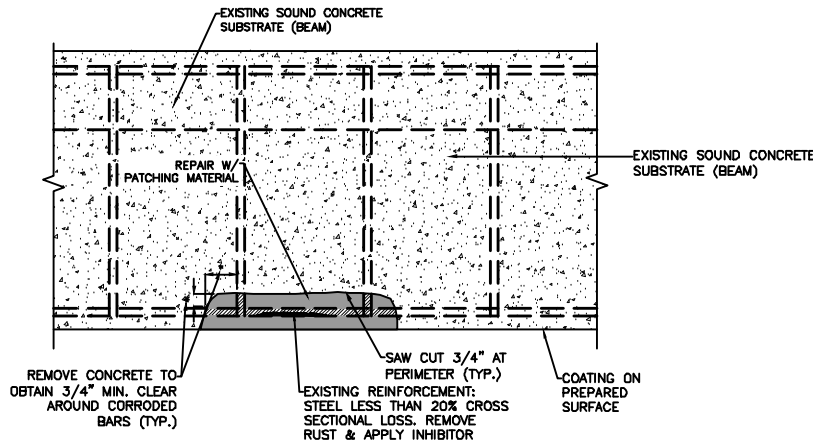 EXISTING SOUND CONCRETE
SUBSTRATE (BEAM)
REPAIR W/
PATCHING MATERIAL
EXISTING SOUND CONCRETE
SUBSTRATE (BEAM)
REMOVE CONCRETE TO
OBTAIN 3/4" MIN. CLEAR
AROUND CORRODED
BARS (TYP.)
SAW CUT 3/4" AT
PERIMETER (TYP.)
EXISTING REINFORCEMENT:
STEEL LESS THAN 20% CROSS
SECTIONAL LOSS. REMOVE
RUST & APPLY INHIBITOR
COATING ON
PREPARED
SURFACE